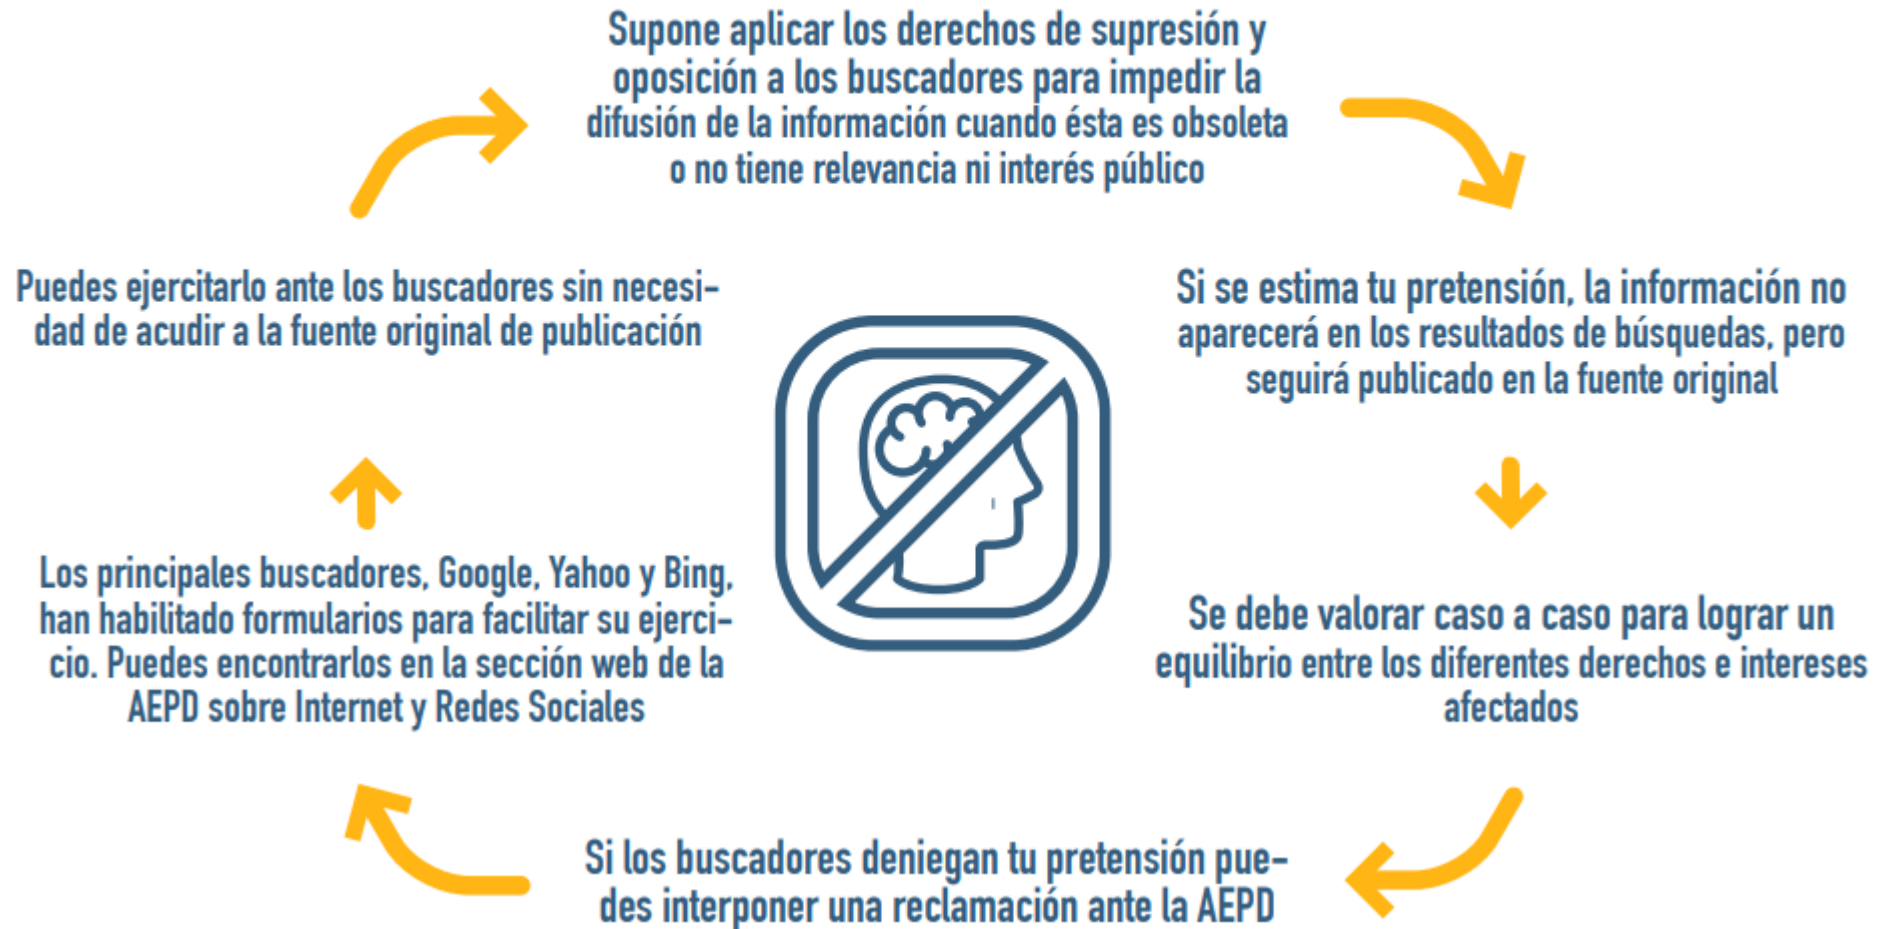 Supone aplicar los derechos de supresión y
oposición a los buscadores para impedir la
difusión de la información cuando ésta es obsoleta
o no tiene relevancia ni interés público
Si se estima tu pretensión, la información no
aparecerá en los resultados de búsquedas, pero
seguirá publicado en la fuente original
Se debe valorar caso a caso para lograr un
equilibrio entre los diferentes derechos e intereses
afectados
Si los buscadores deniegan tu pretensión pue-
des interponer una reclamación ante la AEPD
Los principales buscadores, Google, Yahoo y Bing,
han habilitado formularios para facilitar su ejerci-
cio. Puedes encontrarlos en la sección web de la
AEPD sobre Internet y Redes Sociales
Puedes ejercitarlo ante los buscadores sin necesi-
dad de acudir a la fuente original de publicación